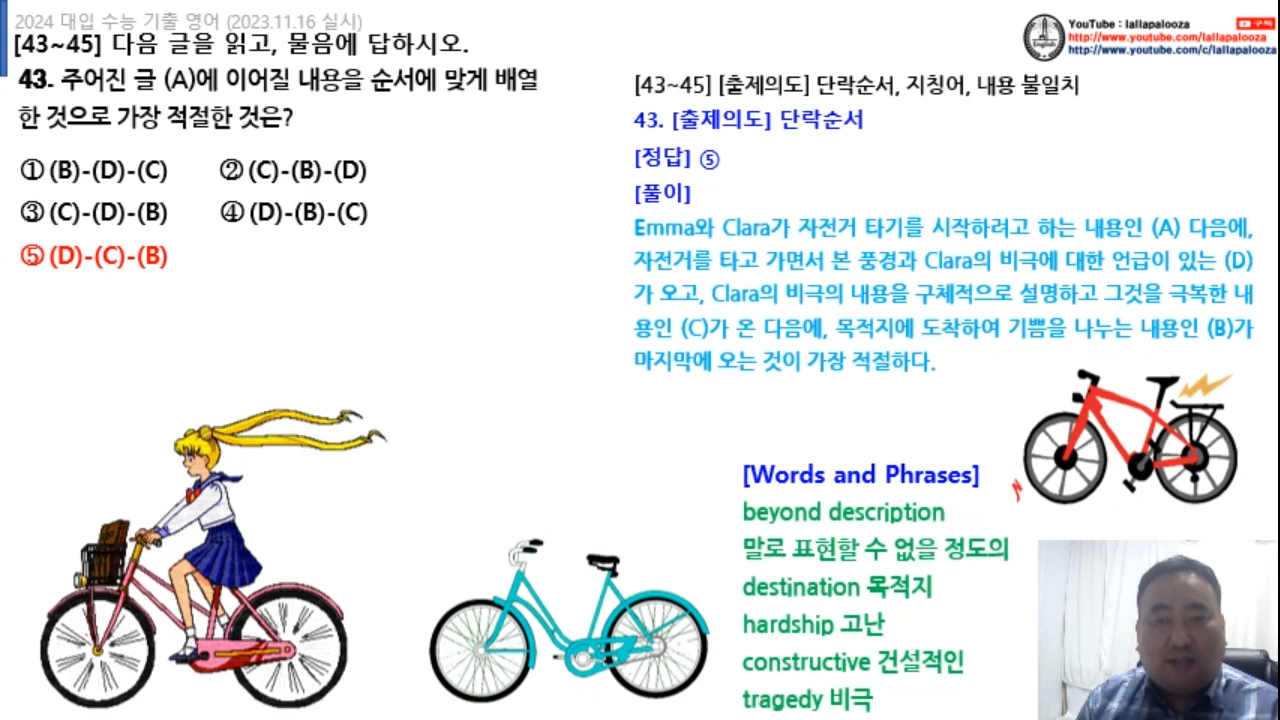 2024 대입 수능 기출 영어 (2023.11.16 실시)
[43~45] 다음 글을 읽고, 물음에 답하시오.
43. 주어진 글 (A)에 이어질 내용을 순서에 맞게 배열
한 것으로 가장 적절한 것은?
① (B)-(D)-(C) ② (C)-(B)-(D)
③ (C)-(D)-(B) ④ (D)-(B)-(C)
⑤ (D)-(C)-(B)
YouTube : lallapalooza
구독
http://www.youtube.com/lallapalooza
http://www.youtube.com/c/lallapalooza
English
[43~45] [출제의도] 단락순서, 지칭어, 내용 불일치
43. [출제의도] 단락순서
[정답] ⑤
[풀이]
Emma와 Clara가 자전거 타기를 시작하려고 하는 내용인 (A) 다음에,
자전거를 타고 가면서 본 풍경과 Clara의 비극에 대한 언급이 있는 (D)
가 오고, Clara의 비극의 내용을 구체적으로 설명하고 그것을 극복한 내
용인 (C)가 온 다음에, 목적지에 도착하여 기쁨을 나누는 내용인 (B)가
마지막에 오는 것이 가장 적절하다.
[Words and Phrases]
beyond description
말로 표현할 수 없을 정도의
destination 목적지
hardship 고난
constructive 건설적인
tragedy 비극